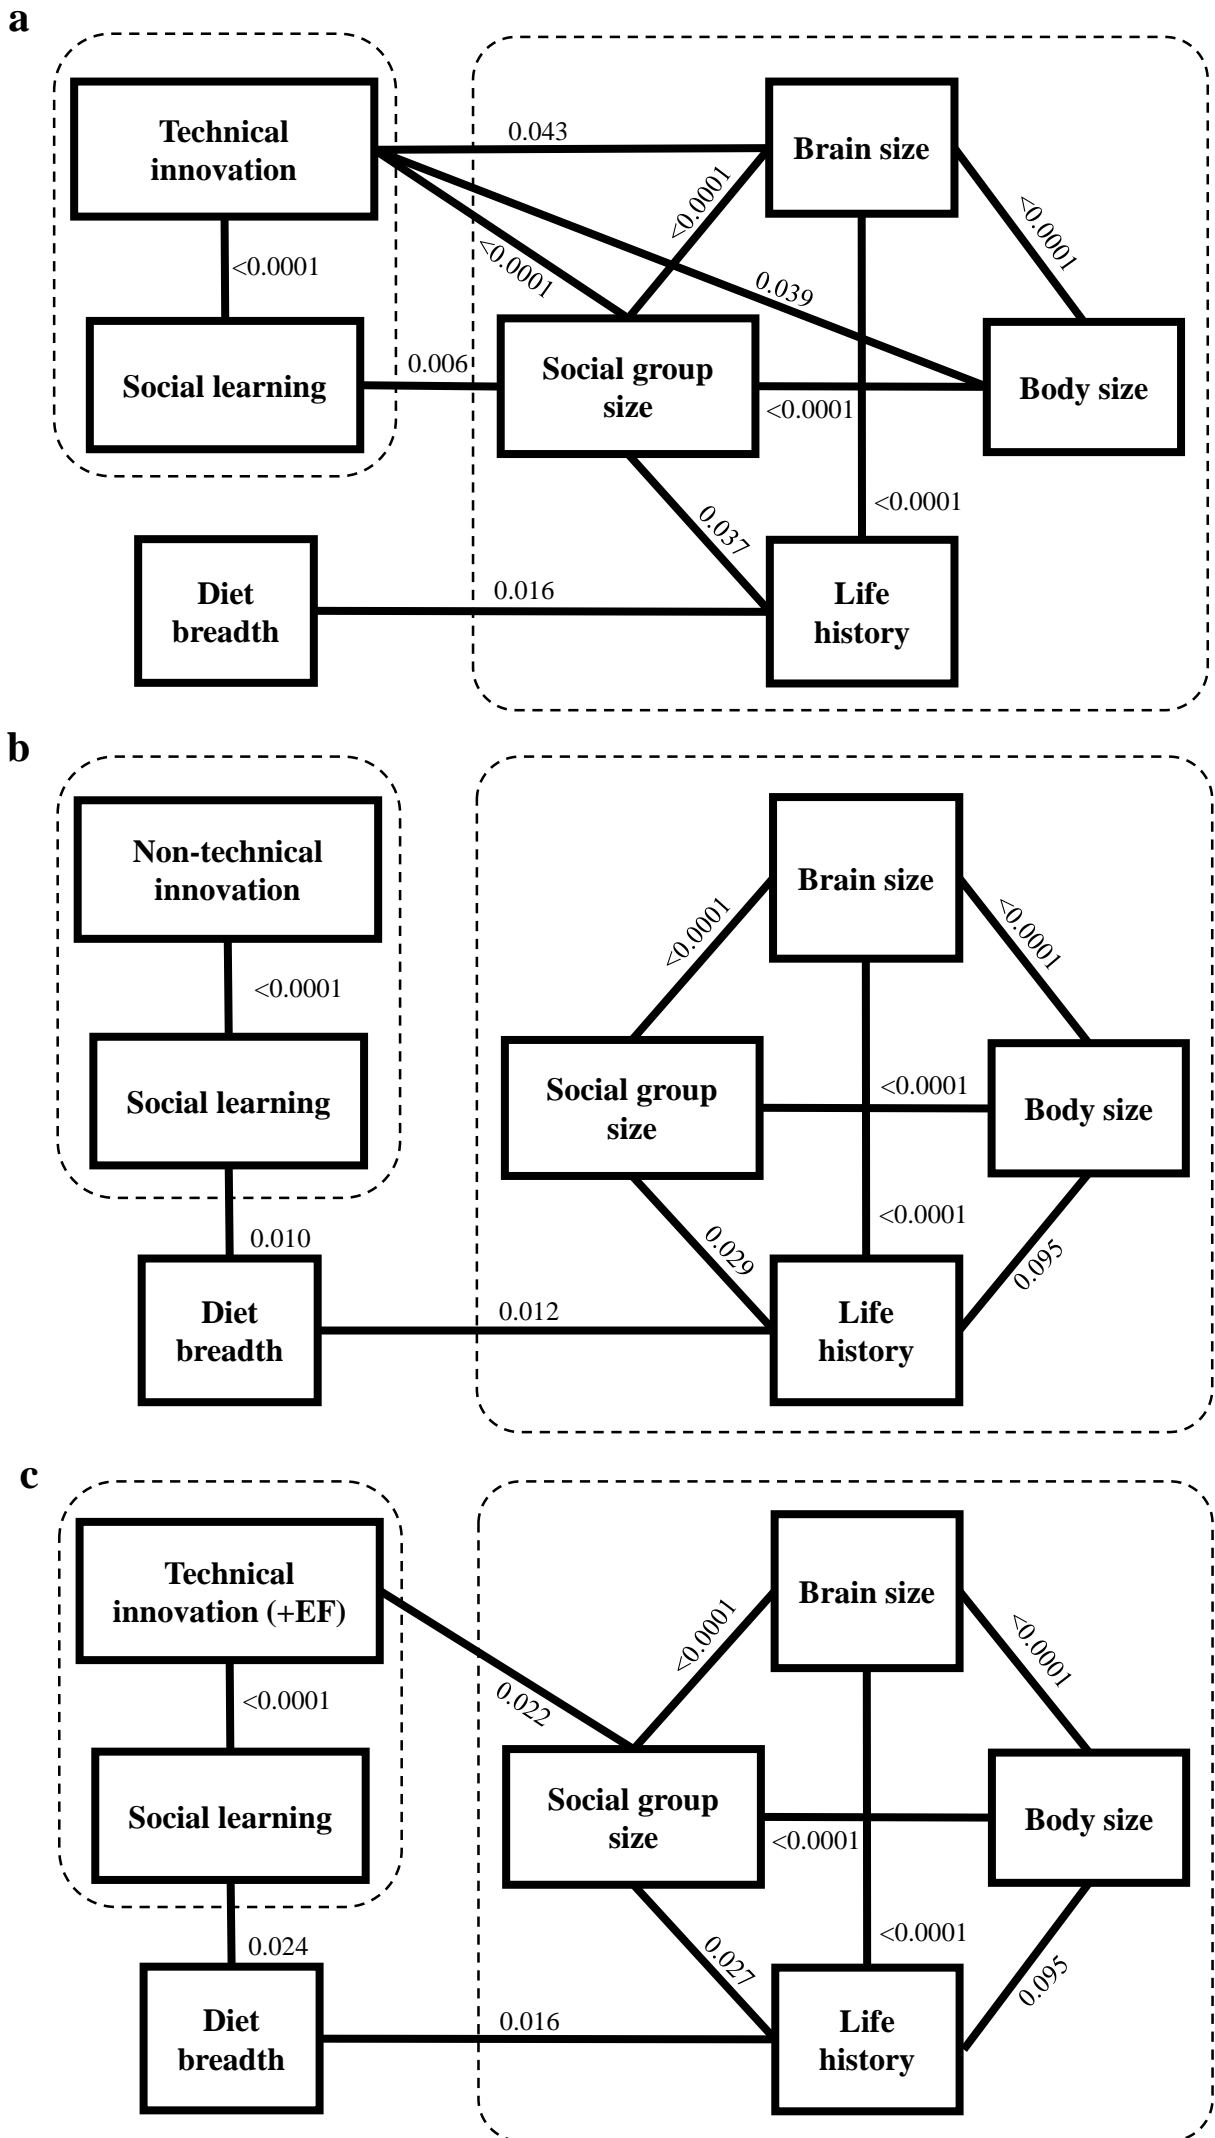 a
Technical
innovation
0.043
Brain size
<0.0001
<0.0001
<0.0001
<0.0001
0.039
Social learning
0.006
Social group
size
<0.0001
Body size
<0.0001
0.037
Diet
breadth
0.016
Life
history
b
Non-technical
innovation
Brain size
<0.0001
<0.0001
<0.0001
Social learning
Social group
size
<0.0001
Body size
<0.0001
0.010
0.029
0.095
Diet
breadth
0.012
Life
history
c
Technical
innovation (+EF)
Brain size
<0.0001
<0.0001
<0.0001
0.022
Social learning
Social group
size
<0.0001
Body size
<0.0001
0.024
0.027
0.095
Diet
breadth
0.016
Life
history